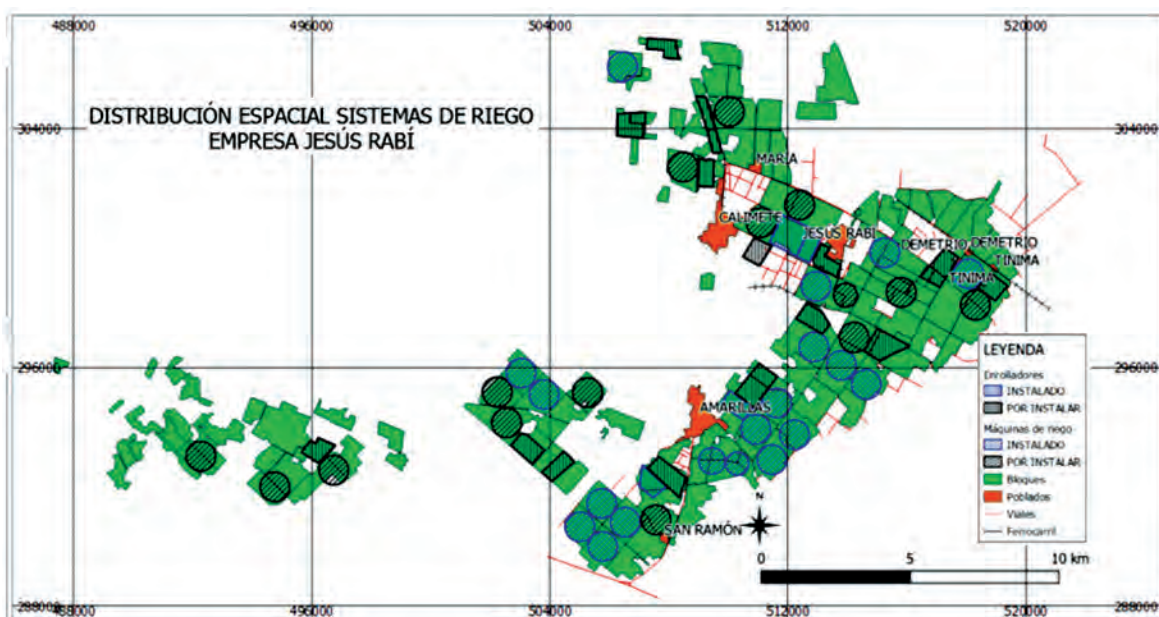 488000 496000 504000 512000 520000
DISTRIBUCIÓN ESPACIAL SISTEMAS DE RIEGO
EMPRESA JESÚS RABÍ
304000 304000
MARÍA
CALIMETE
JESÚS RABÍ
DEMETRIO DEMETRIO
TINIMA
TINIMA
296000 296000
AMARILLAS
SAN RAMÓN
LEYENDA
Enrolladores
INSTALADO
POR INSTALAR
Máquinas de riego
INSTALADO
POR INSTALAR
Bloques
Poblados
Viales
Ferrocarril
N
0 5 10 km
288000 288000
488000 496000 504000 512000 520000